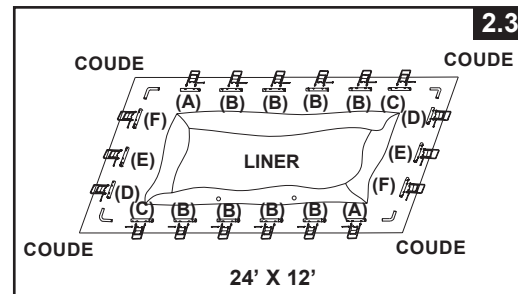 2.3
COUDE COUDE
(A) (B) (B) (B) (B) (C)
(F) (D)
(E) LINER (E)
(D) (F)
(C) (B) (B) (B) (B) (A)
COUDE COUDE
24’ X 12’